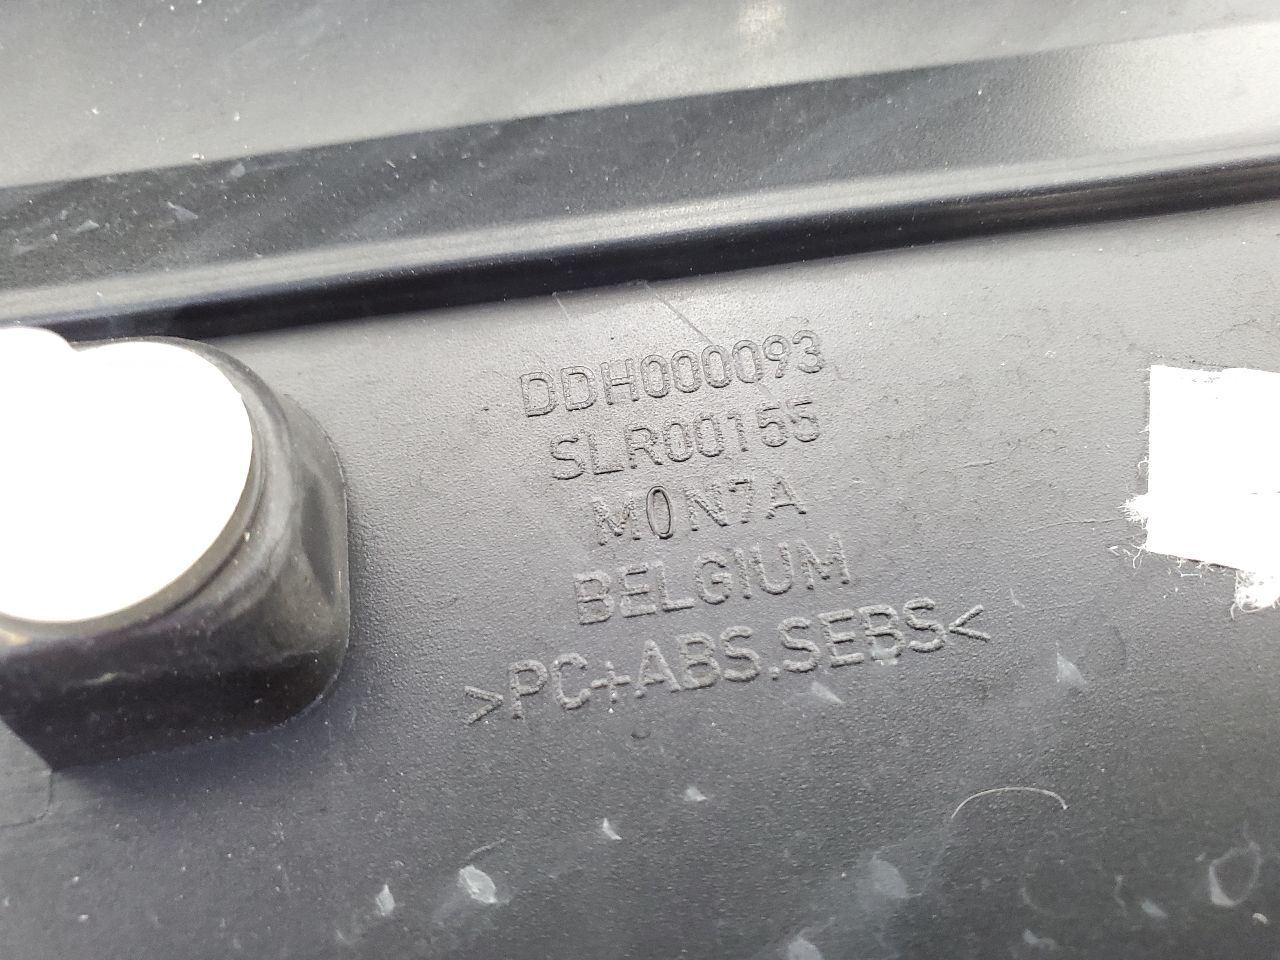 DDH000093
SLR00155
M0N7A
BELGIUM
>PC+ABS.SEBS<